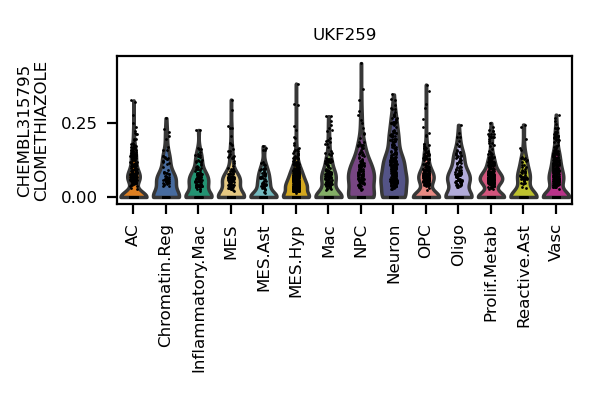 UKF259
CHEMBL315795
CLOMETHIAZOLE
0.25
0.00
AC
Chromatin.Reg
Inflammatory.Mac
MES
MES.Ast
MES.Hyp
Mac
NPC
Neuron
OPC
Oligo
Prolif.Metab
Reactive.Ast
Vasc